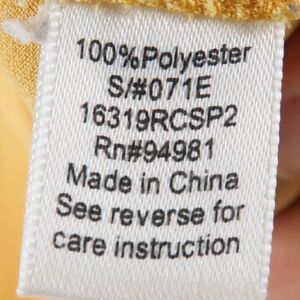 100%Polyester
S/#071E
16319RCSP2
Rn#94981
Made in China
See reverse for
care instruction